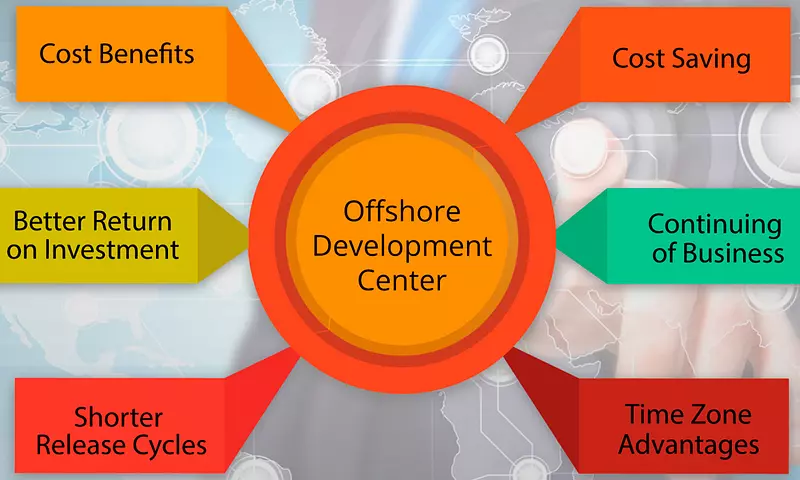 Cost Benefits
Cost Saving
Better Return
on Investment
Offshore
Development
Center
Continuing
of Business
Shorter
Release Cycles
Time Zone
Advantages